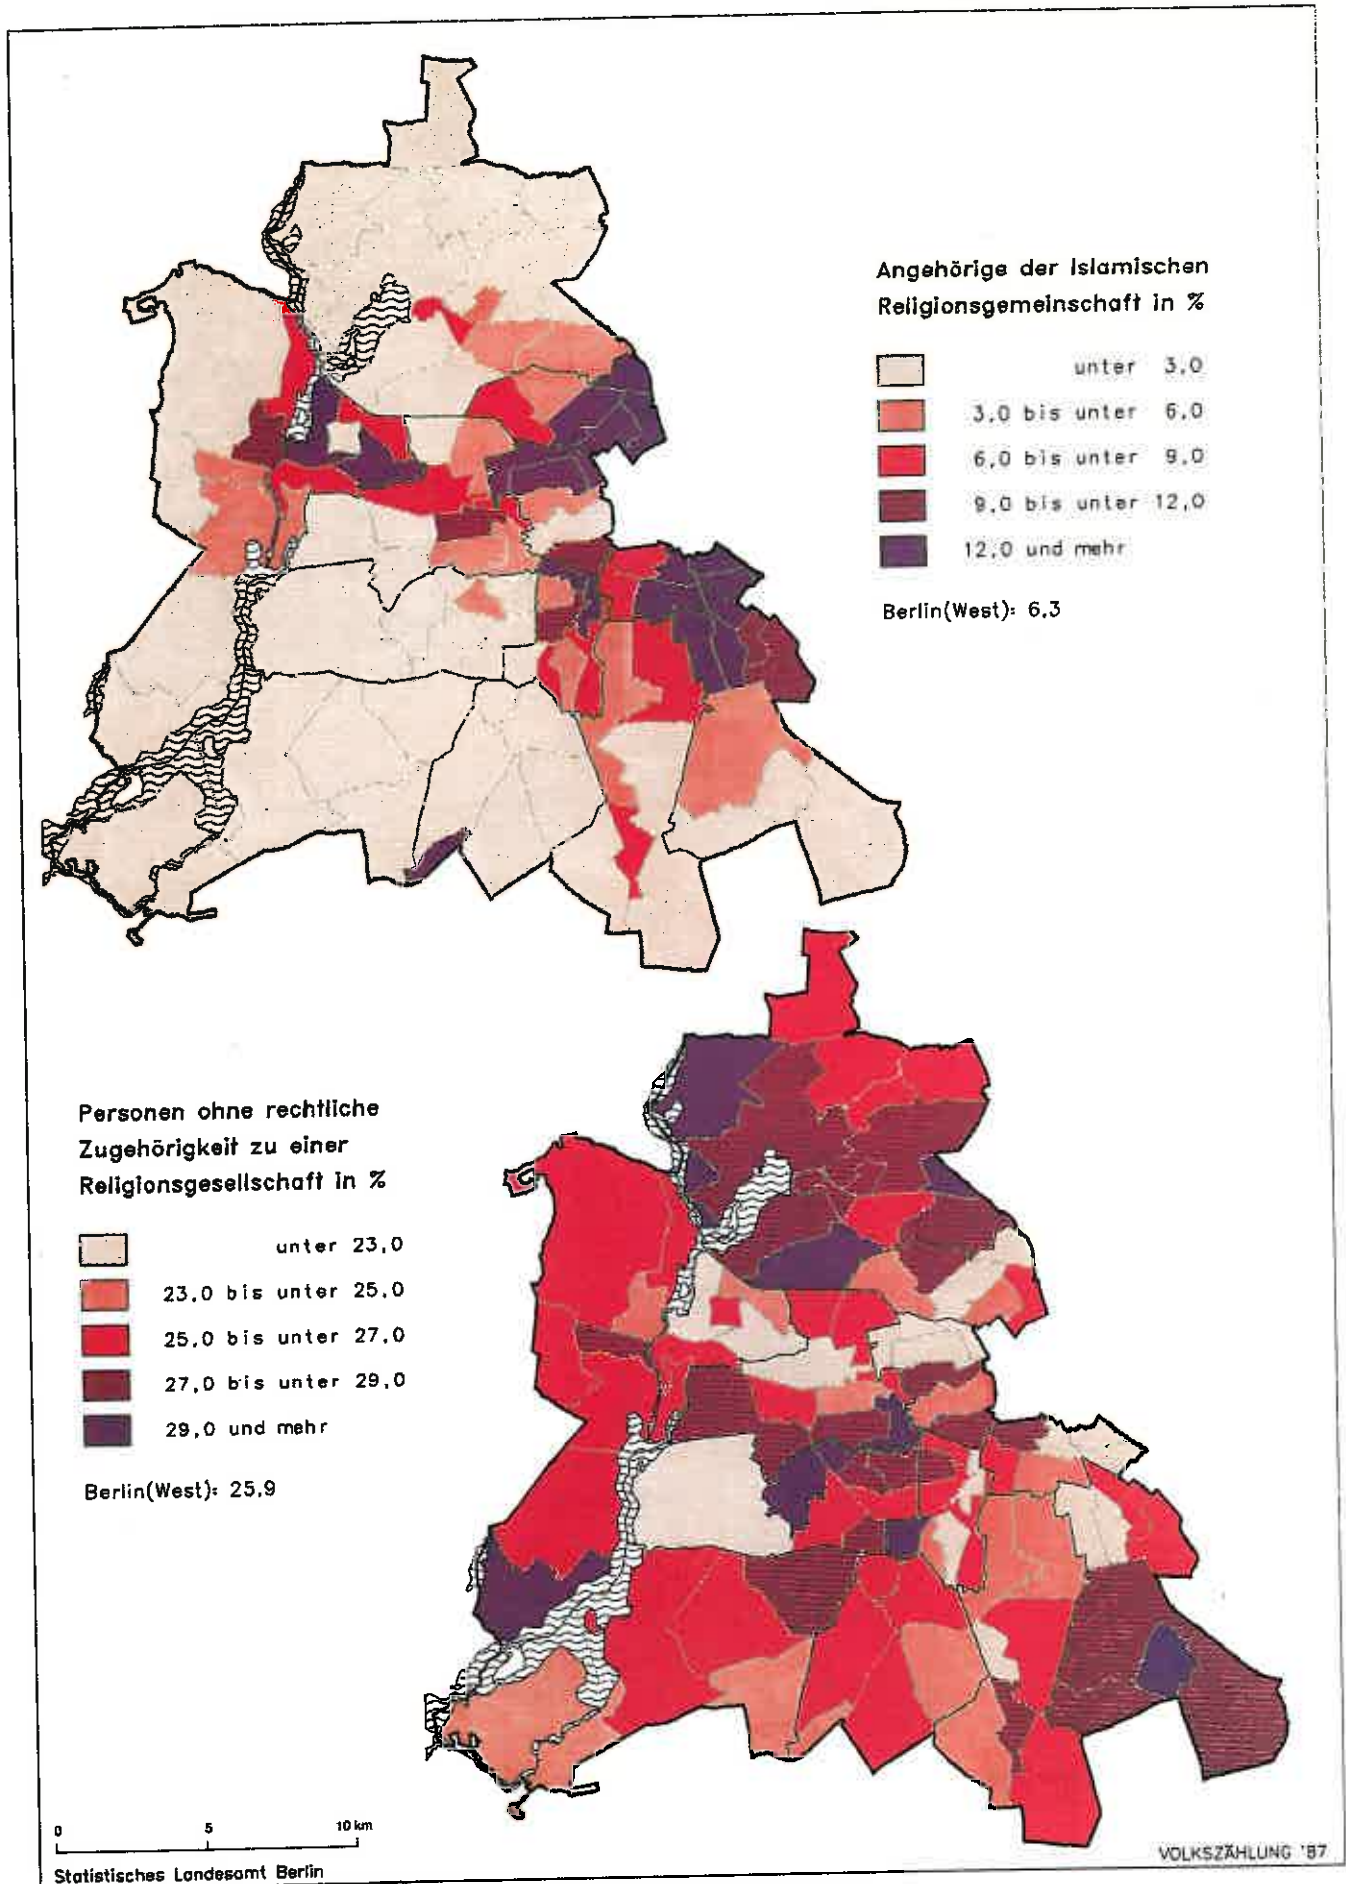 Angehörige der Islamischen
Religionsgemeinschaft in %
unter 3,0
3,0 bis unter 6,0
6,0 bis unter 9,0
9,0 bis unter 12,0
12,0 und mehr
Berlin(West): 6,3
Personen ohne rechtliche
Zugehörigkeit zu einer
Religionsgesellschaft in %
unter 23,0
23,0 bis unter 25,0
25,0 bis unter 27,0
27,0 bis unter 29,0
29,0 und mehr
Berlin(West): 25,9
0 5 10 km
Statistisches Landesamt Berlin
VOLKSZÄHLUNG '87